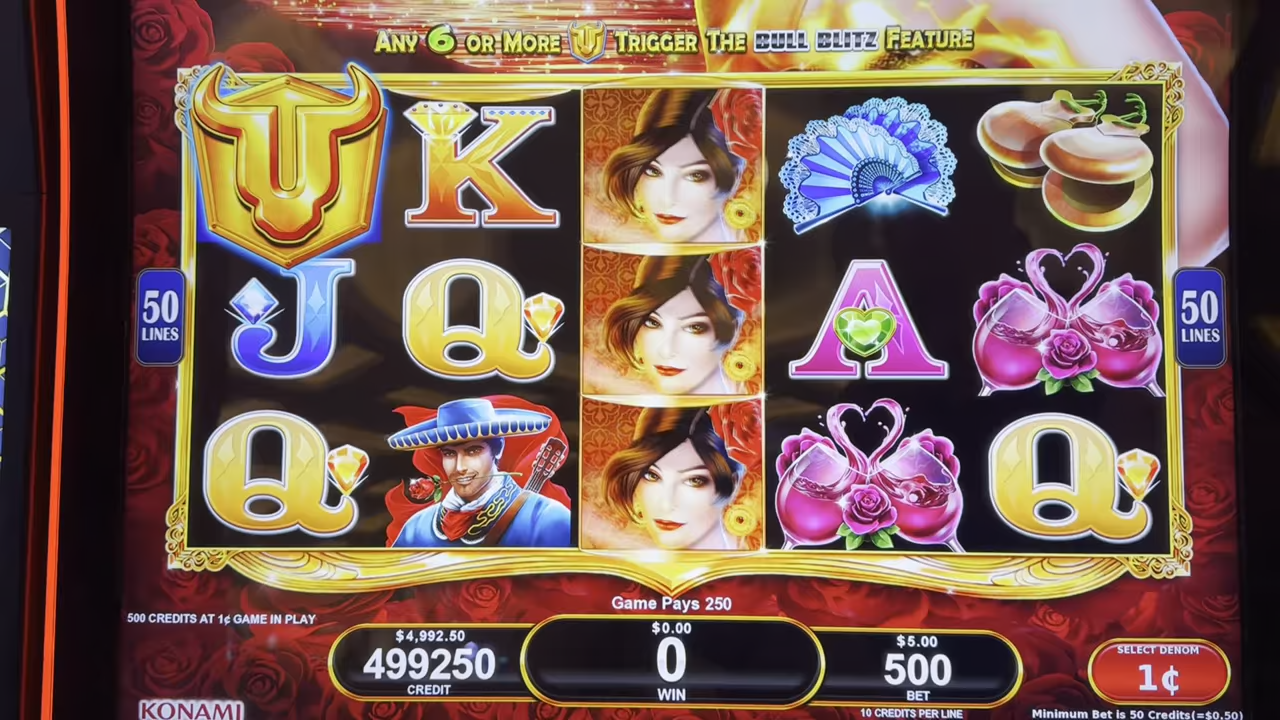 ANY 6 OR MORE TRIGGER THE BULL BLITZ FEATURE
K
J
Q
A
Q
Q
50
LINES
50
LINES
Game Pays 250
500 CREDITS AT 1¢ GAME IN PLAY
$4,992.50
499250
CREDIT
$0.00
0
WIN
$5.00
500
BET
10 CREDITS PER LINE
SELECT DENOM
1¢
KONAMI
Minimum Bet is 50 Credits(=$0.50)